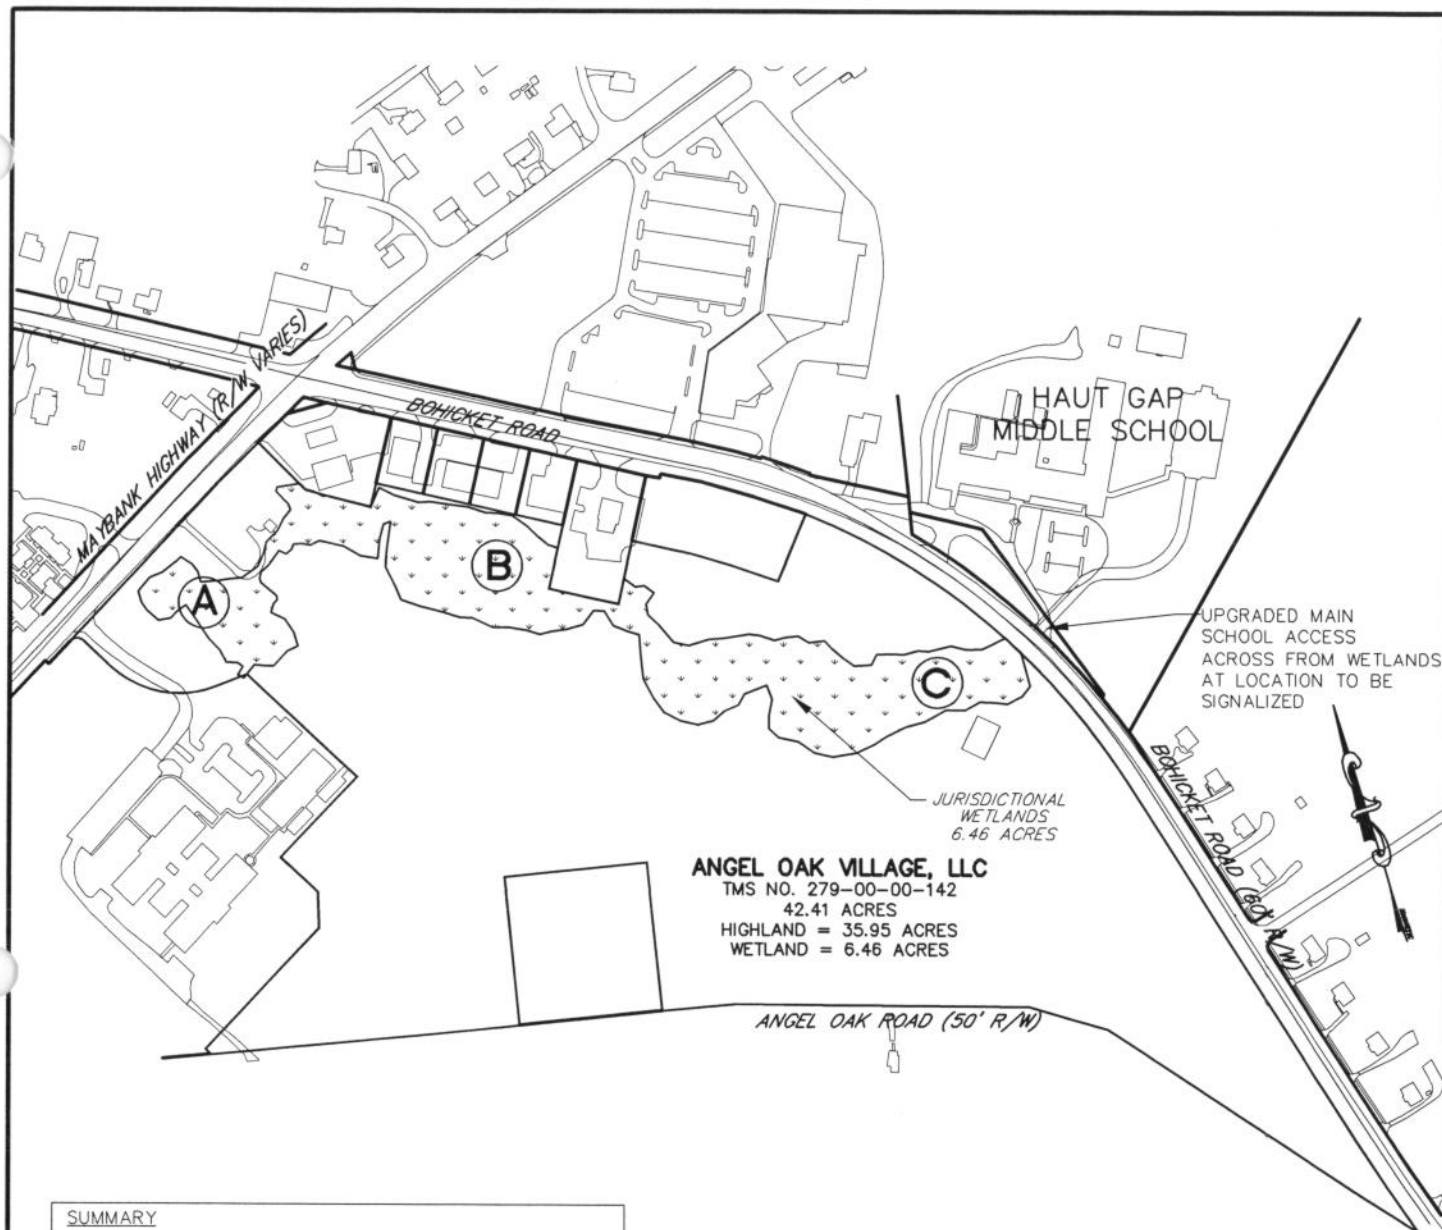 MAYBANK HIGHWAY (R/W VARIES)
BOHICKET ROAD
HAUT GAP
MIDDLE SCHOOL
A
B
C
UPGRADED MAIN
SCHOOL ACCESS
ACROSS FROM WETLANDS
AT LOCATION TO BE
SIGNALIZED
JURISDICTIONAL
WETLANDS
6.46 ACRES
BOHICKET ROAD (60' R/W)
ANGEL OAK VILLAGE, LLC
TMS NO. 279-00-00-142
42.41 ACRES
HIGHLAND = 35.95 ACRES
WETLAND = 6.46 ACRES
ANGEL OAK ROAD (50' R/W)
SUMMARY